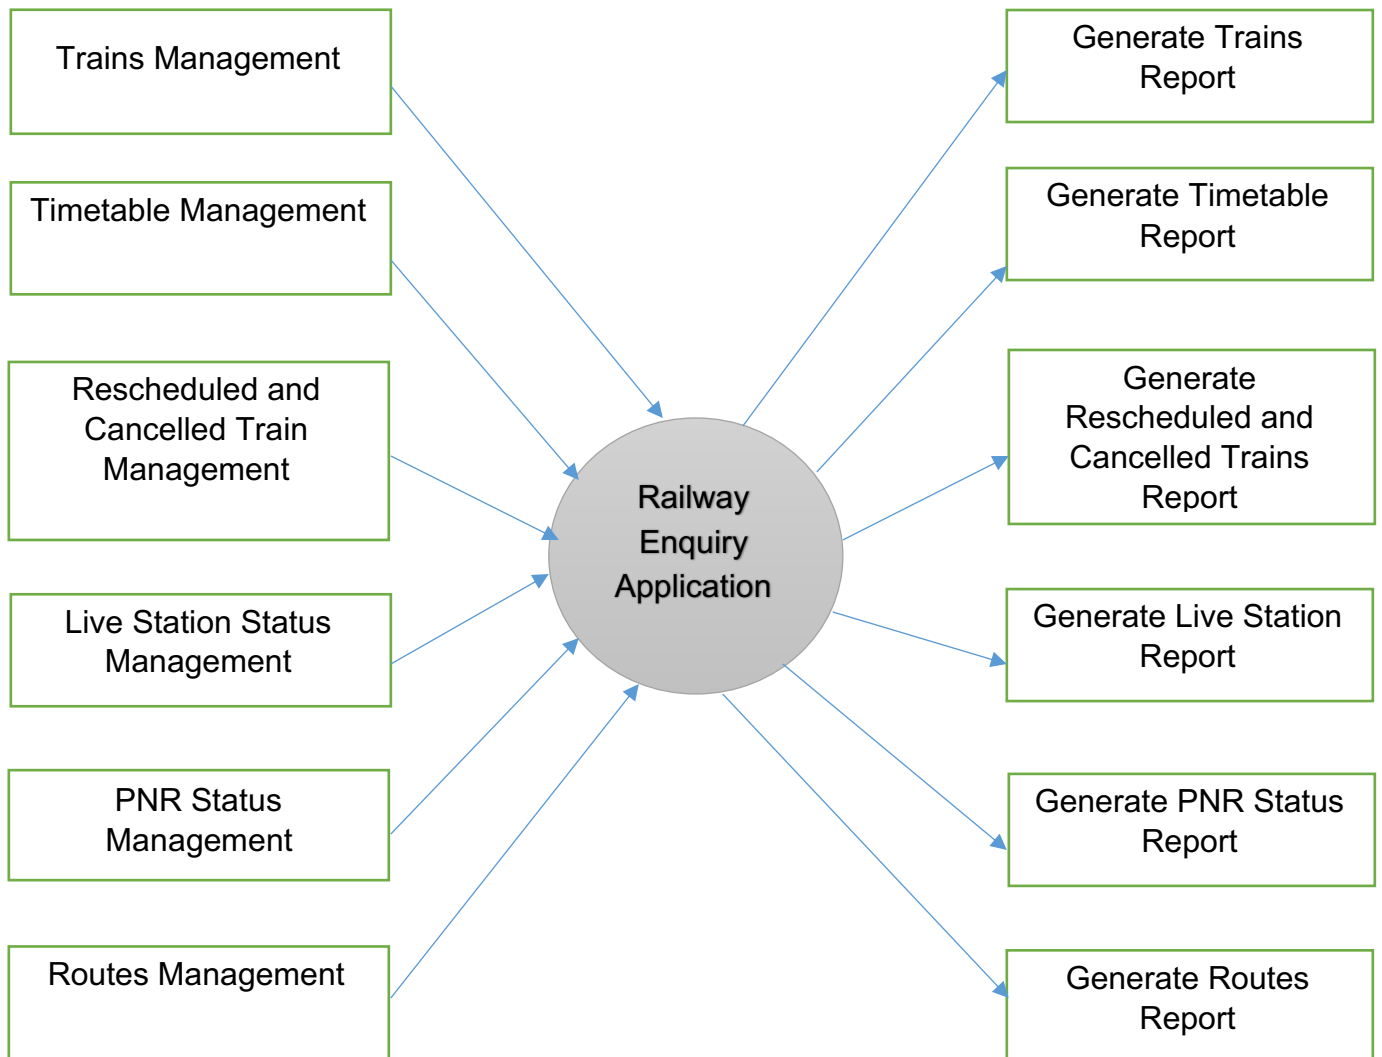 Trains Management
Timetable Management
Rescheduled and
Cancelled Train
Management
Live Station Status
Management
PNR Status
Management
Routes Management
Railway
Enquiry
Application
Generate Trains
Report
Generate Timetable
Report
Generate
Rescheduled and
Cancelled Trains
Report
Generate Live Station
Report
Generate PNR Status
Report
Generate Routes
Report